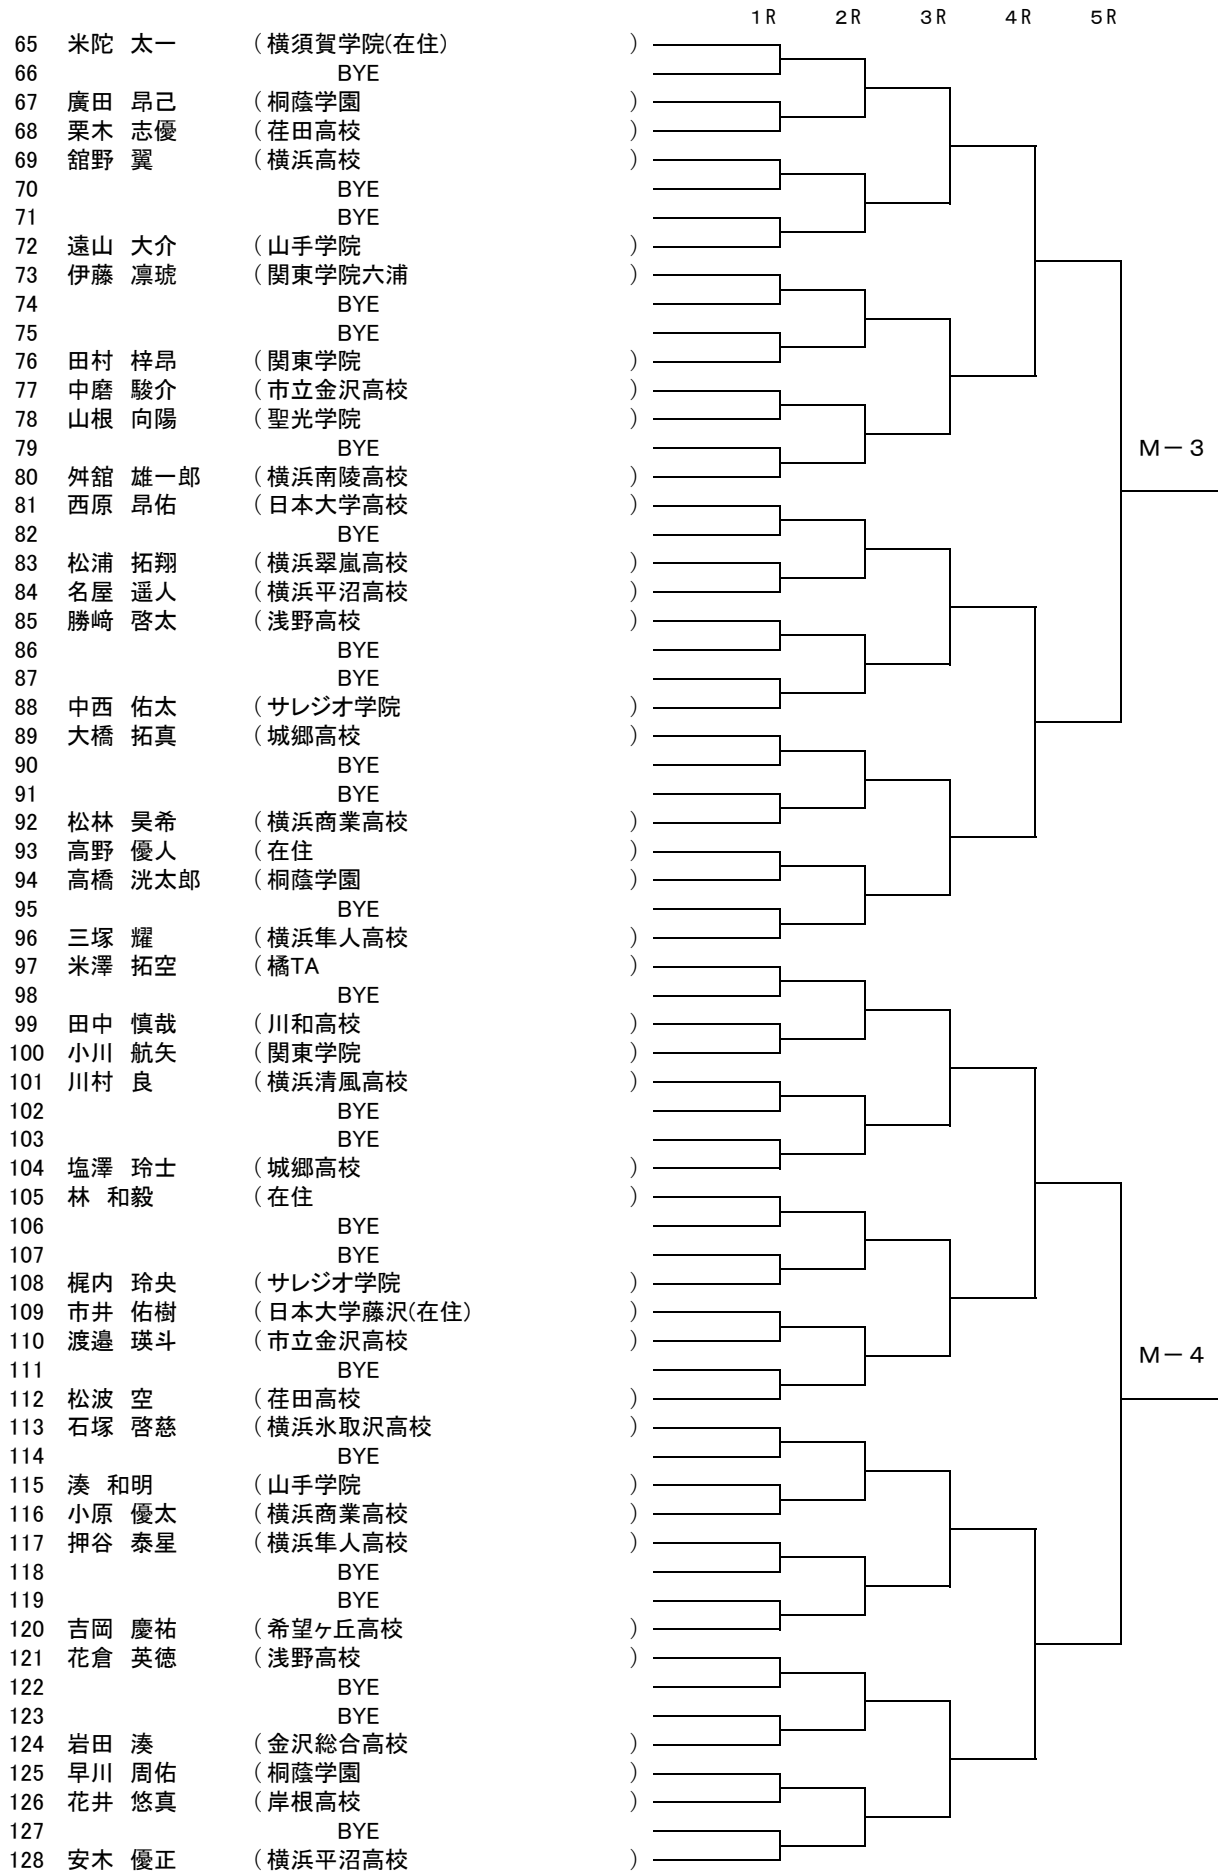 1R 2R 3R 4R 5R
65 米陀 太一 （横須賀学院(在住) ）
66 BYE
67 廣田 昂己 （桐蔭学園 ）
68 栗木 志優 （荏田高校 ）
69 舘野 翼 （横浜高校 ）
70 BYE
71 BYE
72 遠山 大介 （山手学院 ）
73 伊藤 凛琥 （関東学院六浦 ）
74 BYE
75 BYE
76 田村 梓昂 （関東学院 ）
77 中磨 駿介 （市立金沢高校 ）
78 山根 向陽 （聖光学院 ）
79 BYE
M－3
80 舛舘 雄一郎 （横浜南陵高校 ）
81 西原 昂佑 （日本大学高校 ）
82 BYE
83 松浦 拓翔 （横浜翠嵐高校 ）
84 名屋 遥人 （横浜平沼高校 ）
85 勝﨑 啓太 （浅野高校 ）
86 BYE
87 BYE
88 中西 佑太 （サレジオ学院 ）
89 大橋 拓真 （城郷高校 ）
90 BYE
91 BYE
92 松林 昊希 （横浜商業高校 ）
93 高野 優人 （在住 ）
94 高橋 洸太郎 （桐蔭学園 ）
95 BYE
96 三塚 耀 （横浜隼人高校 ）
97 米澤 拓空 （橘TA ）
98 BYE
99 田中 慎哉 （川和高校 ）
100 小川 航矢 （関東学院 ）
101 川村 良 （横浜清風高校 ）
102 BYE
103 BYE
104 塩澤 玲士 （城郷高校 ）
105 林 和毅 （在住 ）
106 BYE
107 BYE
108 梶内 玲央 （サレジオ学院 ）
109 市井 佑樹 （日本大学藤沢(在住) ）
110 渡邉 瑛斗 （市立金沢高校 ）
M－4
111 BYE
112 松波 空 （荏田高校 ）
113 石塚 啓慈 （横浜氷取沢高校 ）
114 BYE
115 湊 和明 （山手学院 ）
116 小原 優太 （横浜商業高校 ）
117 押谷 泰星 （横浜隼人高校 ）
118 BYE
119 BYE
120 吉岡 慶祐 （希望ヶ丘高校 ）
121 花倉 英徳 （浅野高校 ）
122 BYE
123 BYE
124 岩田 湊 （金沢総合高校 ）
125 早川 周佑 （桐蔭学園 ）
126 花井 悠真 （岸根高校 ）
127 BYE
128 安木 優正 （横浜平沼高校 ）